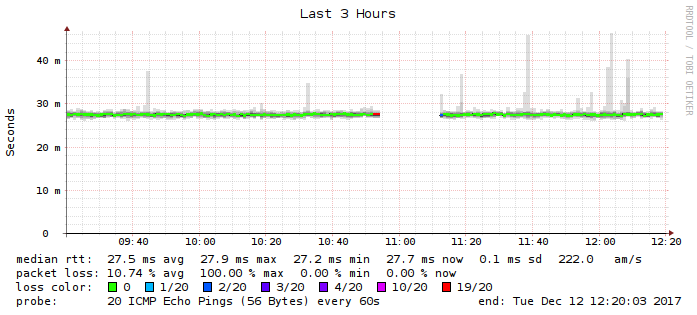 Last 3 Hours
RRDTOOL / TOBI OETIKER
Seconds
40 m
30 m
20 m
10 m
0
09:40 10:00 10:20 10:40 11:00 11:20 11:40 12:00 12:20
median rtt: 27.5 ms avg 27.9 ms max 27.2 ms min 27.7 ms now 0.1 ms sd 222.0 am/s
packet loss: 10.74 % avg 100.00 % max 0.00 % min 0.00 % now
loss color: 0 1/20 2/20 3/20 4/20 10/20 19/20
probe: 20 ICMP Echo Pings (56 Bytes) every 60s end: Tue Dec 12 12:20:03 2017